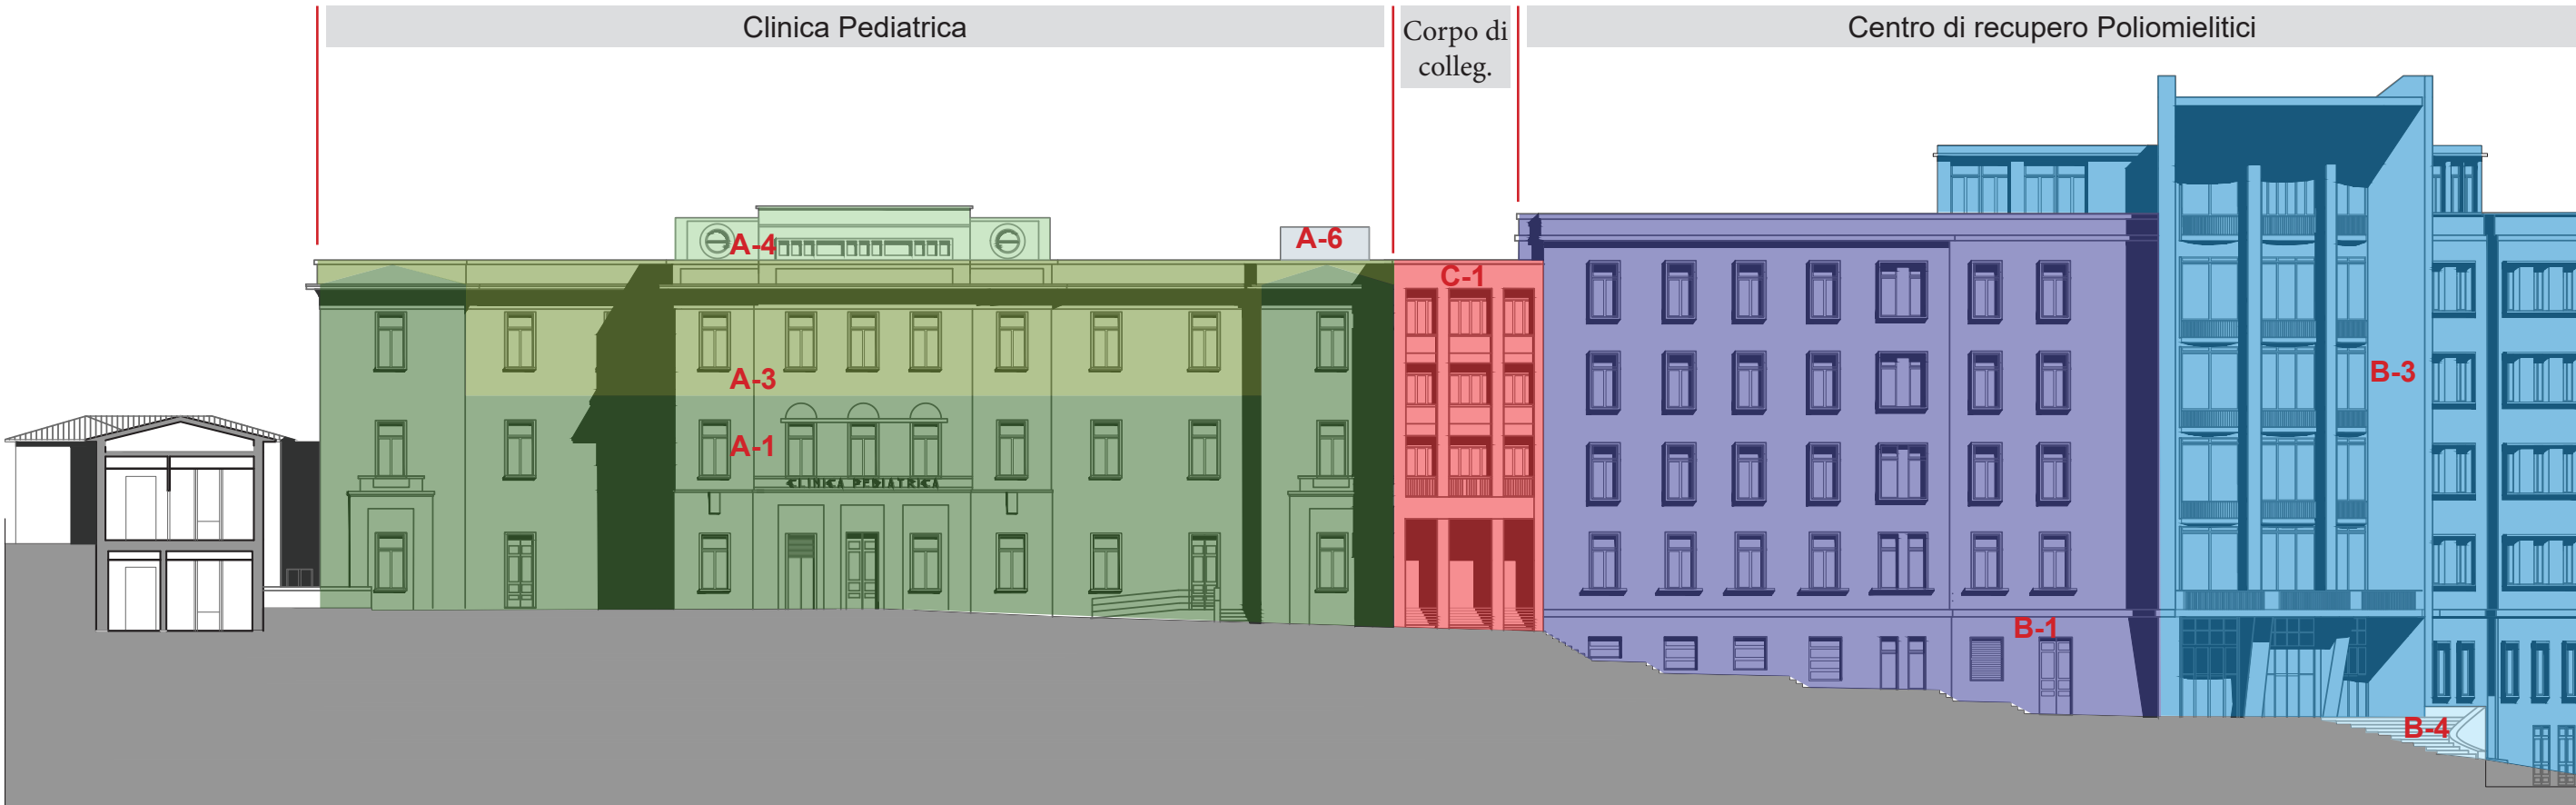 Clinica Pediatrica
Corpo di
colleg.
Centro di recupero Poliomielitici
A-4
A-6
C-1
A-3
B-3
A-1
CLINICA PEDIATRICA
B-1
B-4